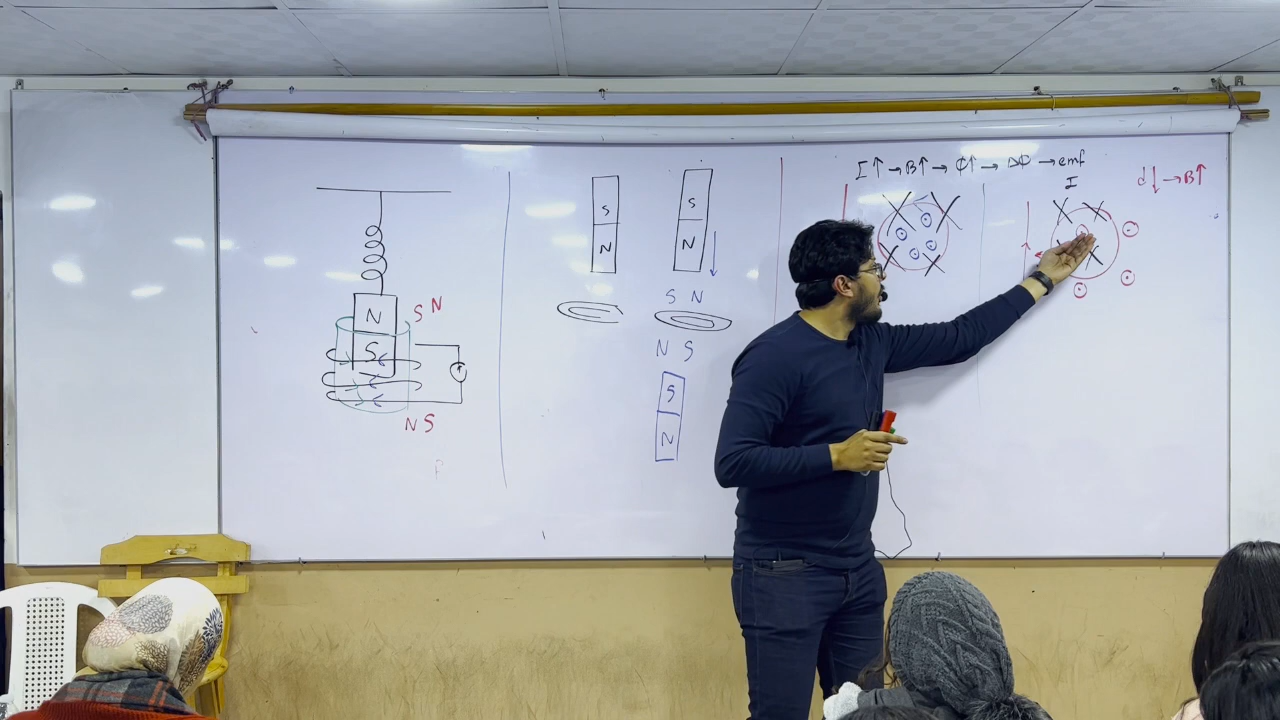 I↑ → B↑ → φ↑ → Δφ → emf
I
d↓ → B↑
S
N
S
N
S N
N S
S
N
N
S
S N
N S